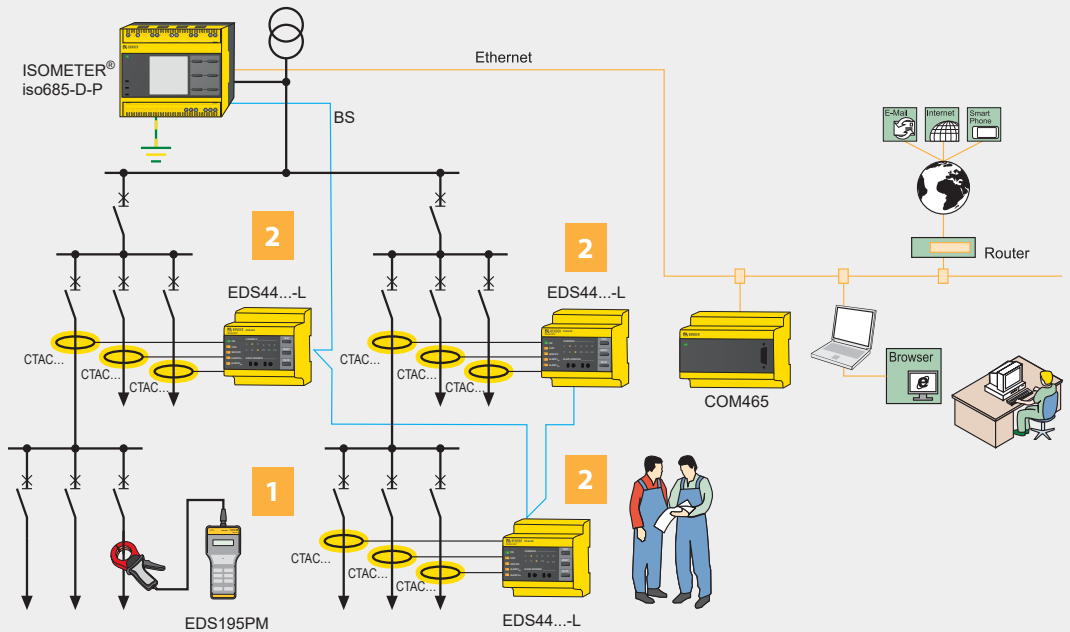 ISOMETER®
iso685-D-P
BENDER
Ethernet
BS
E-Mail
Internet
Smart
Phone
Router
2
EDS44...-L
CTAC...
CTAC...
CTAC...
2
EDS44...-L
CTAC...
CTAC...
CTAC...
COM465
Browser
1
EDS195PM
2
CTAC...
CTAC...
CTAC...
EDS44...-L